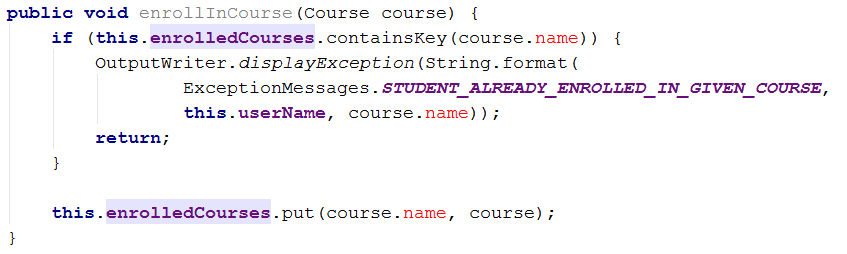 public void enrollInCourse(Course course) {
    if (this.enrolledCourses.containsKey(course.name)) {
        OutputWriter.displayException(String.format(
                ExceptionMessages.STUDENT_ALREADY_ENROLLED_IN_GIVEN_COURSE,
                this.userName, course.name));
        return;
    }

    this.enrolledCourses.put(course.name, course);
}